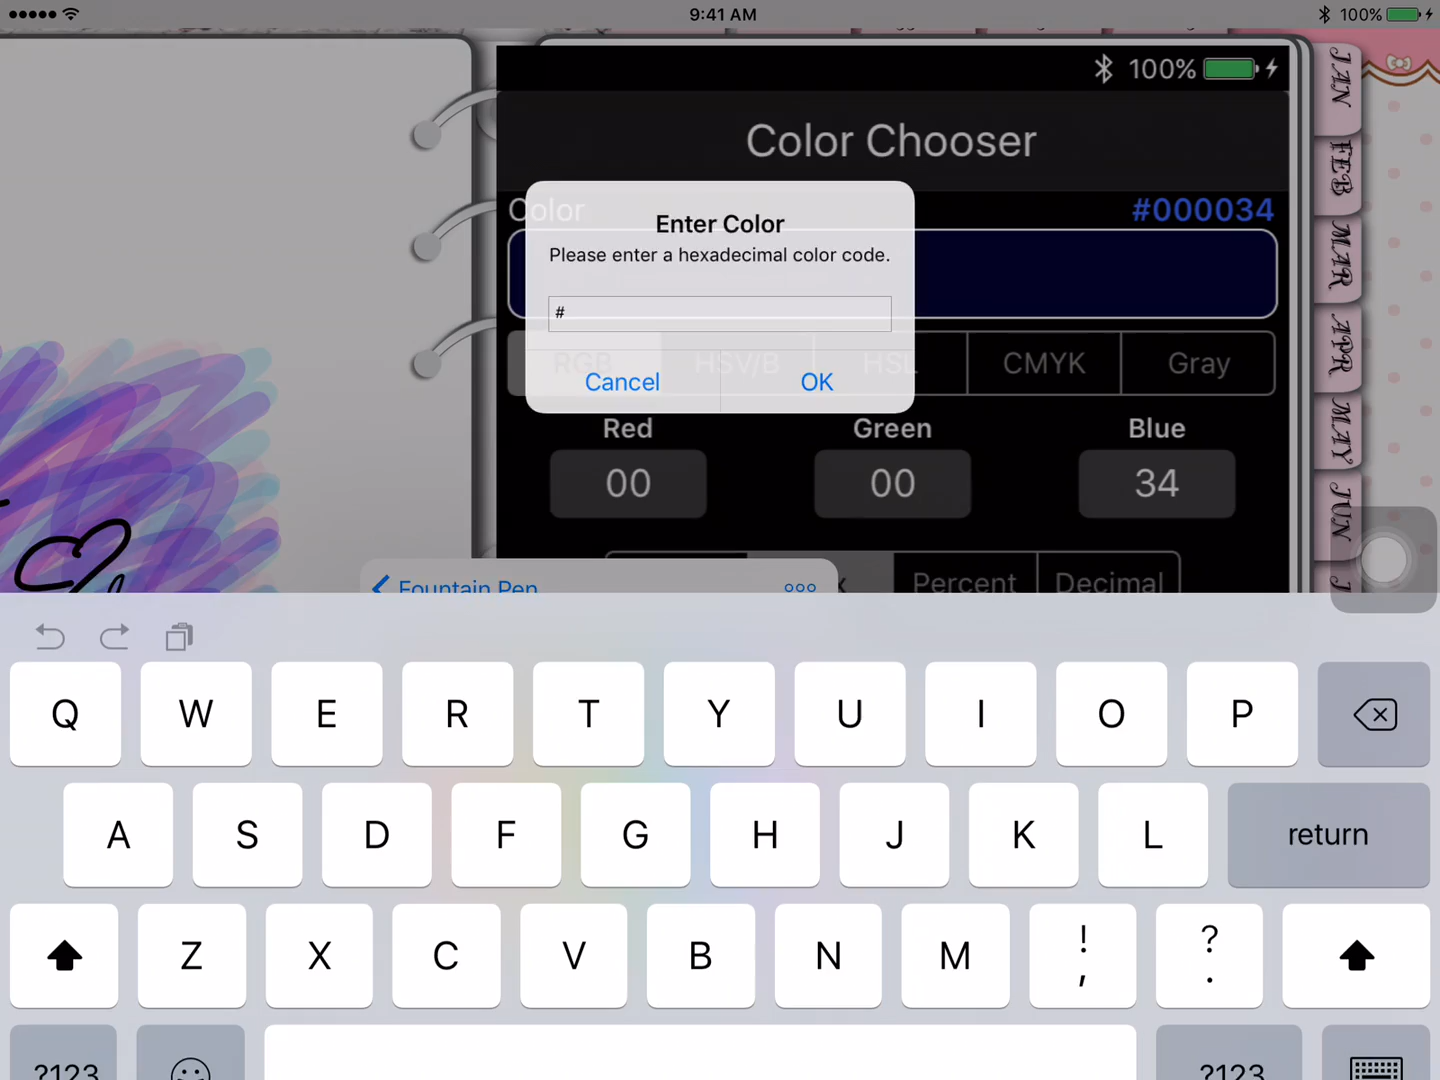 9:41 AM
100%
100%
Color Chooser
Color
#000034
Enter Color
Please enter a hexadecimal color code.
#
RGB
HSV/B
HSL
CMYK
Gray
Cancel
OK
Red
Green
Blue
00
00
34
Percent
Decimal
Fountain Pen
JAN
FEB
MAR
APR
MAY
JUN
Q W E R T Y U I O P
A S D F G H J K L return
Z X C V B N M ! , ? .
?123
?123